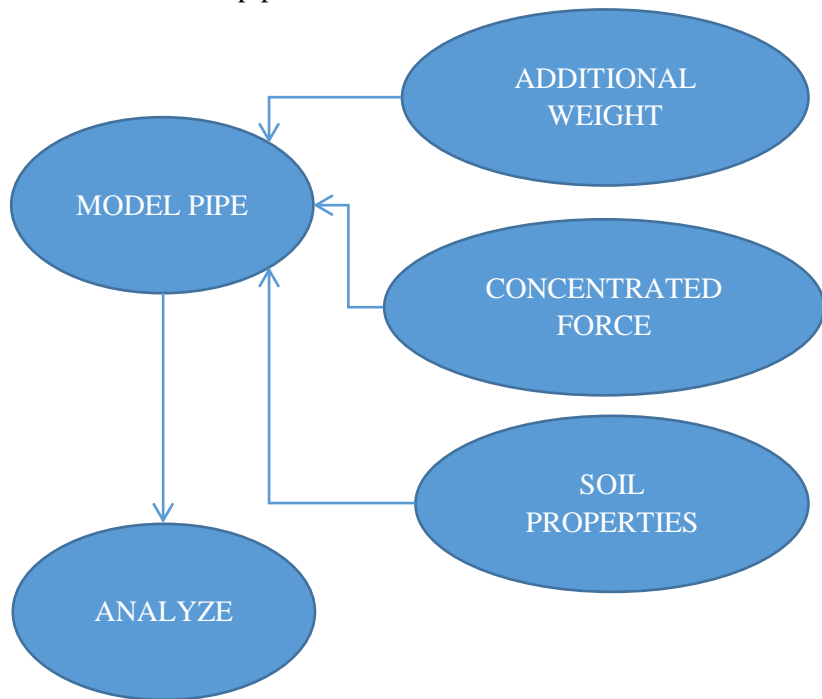 ADDITIONAL
WEIGHT
MODEL PIPE
CONCENTRATED
FORCE
SOIL
PROPERTIES
ANALYZE